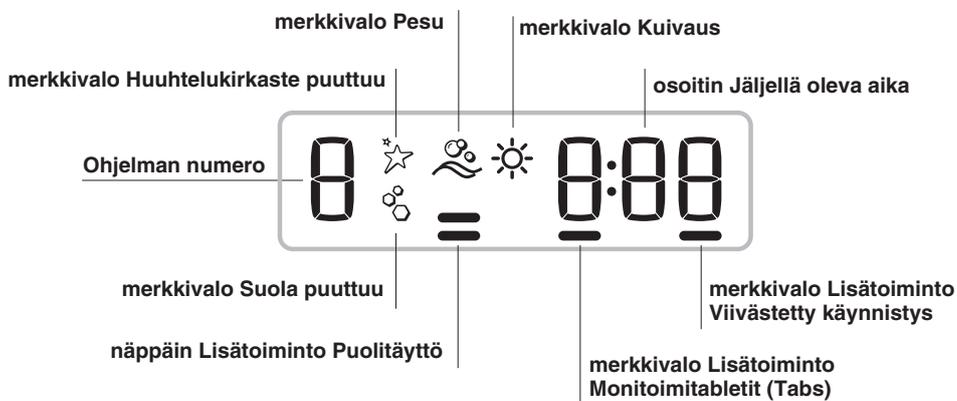 merkkivalo Pesu
merkkivalo Kuivaus
merkkivalo Huuhtelukirkaste puuttuu
osoitin Jäljellä oleva aika
Ohjelman numero
8 8:88
merkkivalo Suola puuttuu
merkkivalo Lisätoiminto
Viivästetty käynnistys
näppäin Lisätoiminto Puolitäyttö
merkkivalo Lisätoiminto
Monitoimitabletit (Tabs)